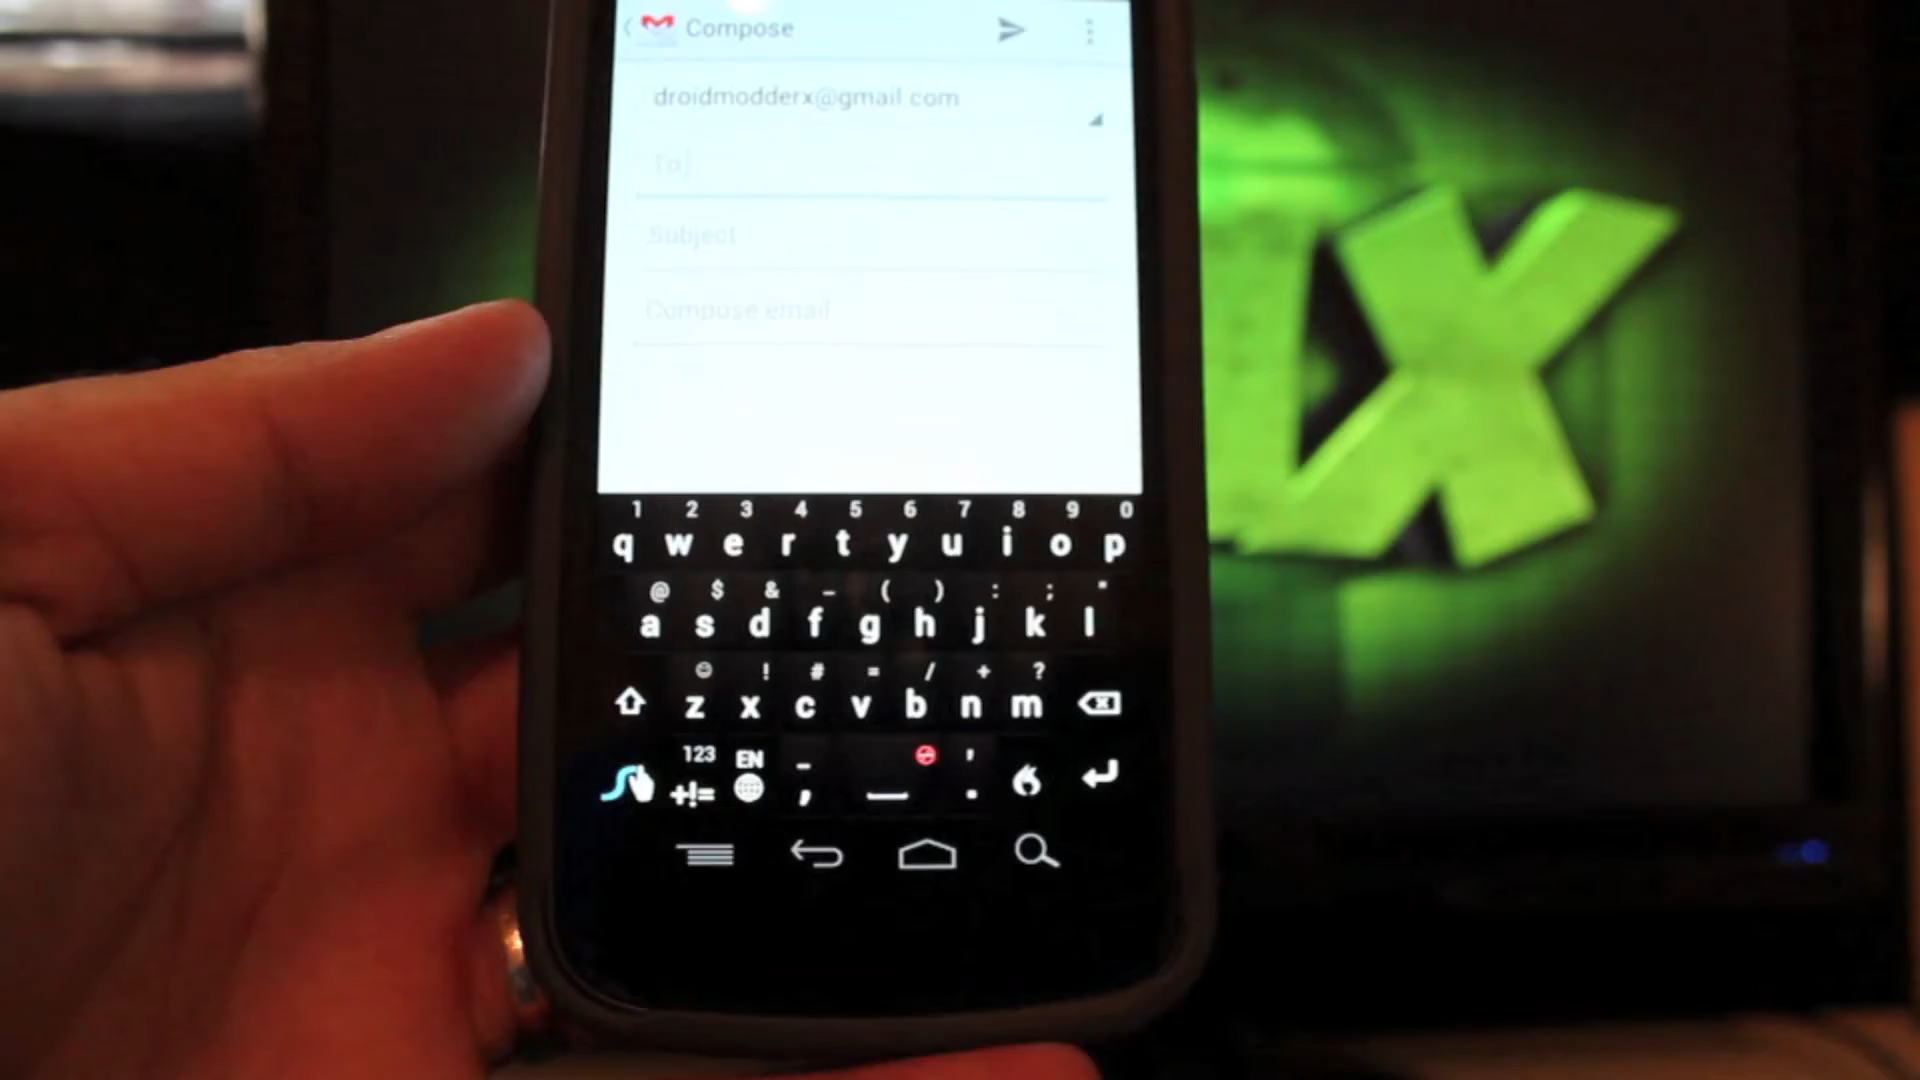 Compose
droidmodderx@gmail.com
To
Subject
Compose email
1 2 3 4 5 6 7 8 9 0
q w e r t y u i o p
@ $ & _ ( ) : ; "
a s d f g h j k l
! # = / + ?
z x c v b n m
123 EN - '
+!= , .
X